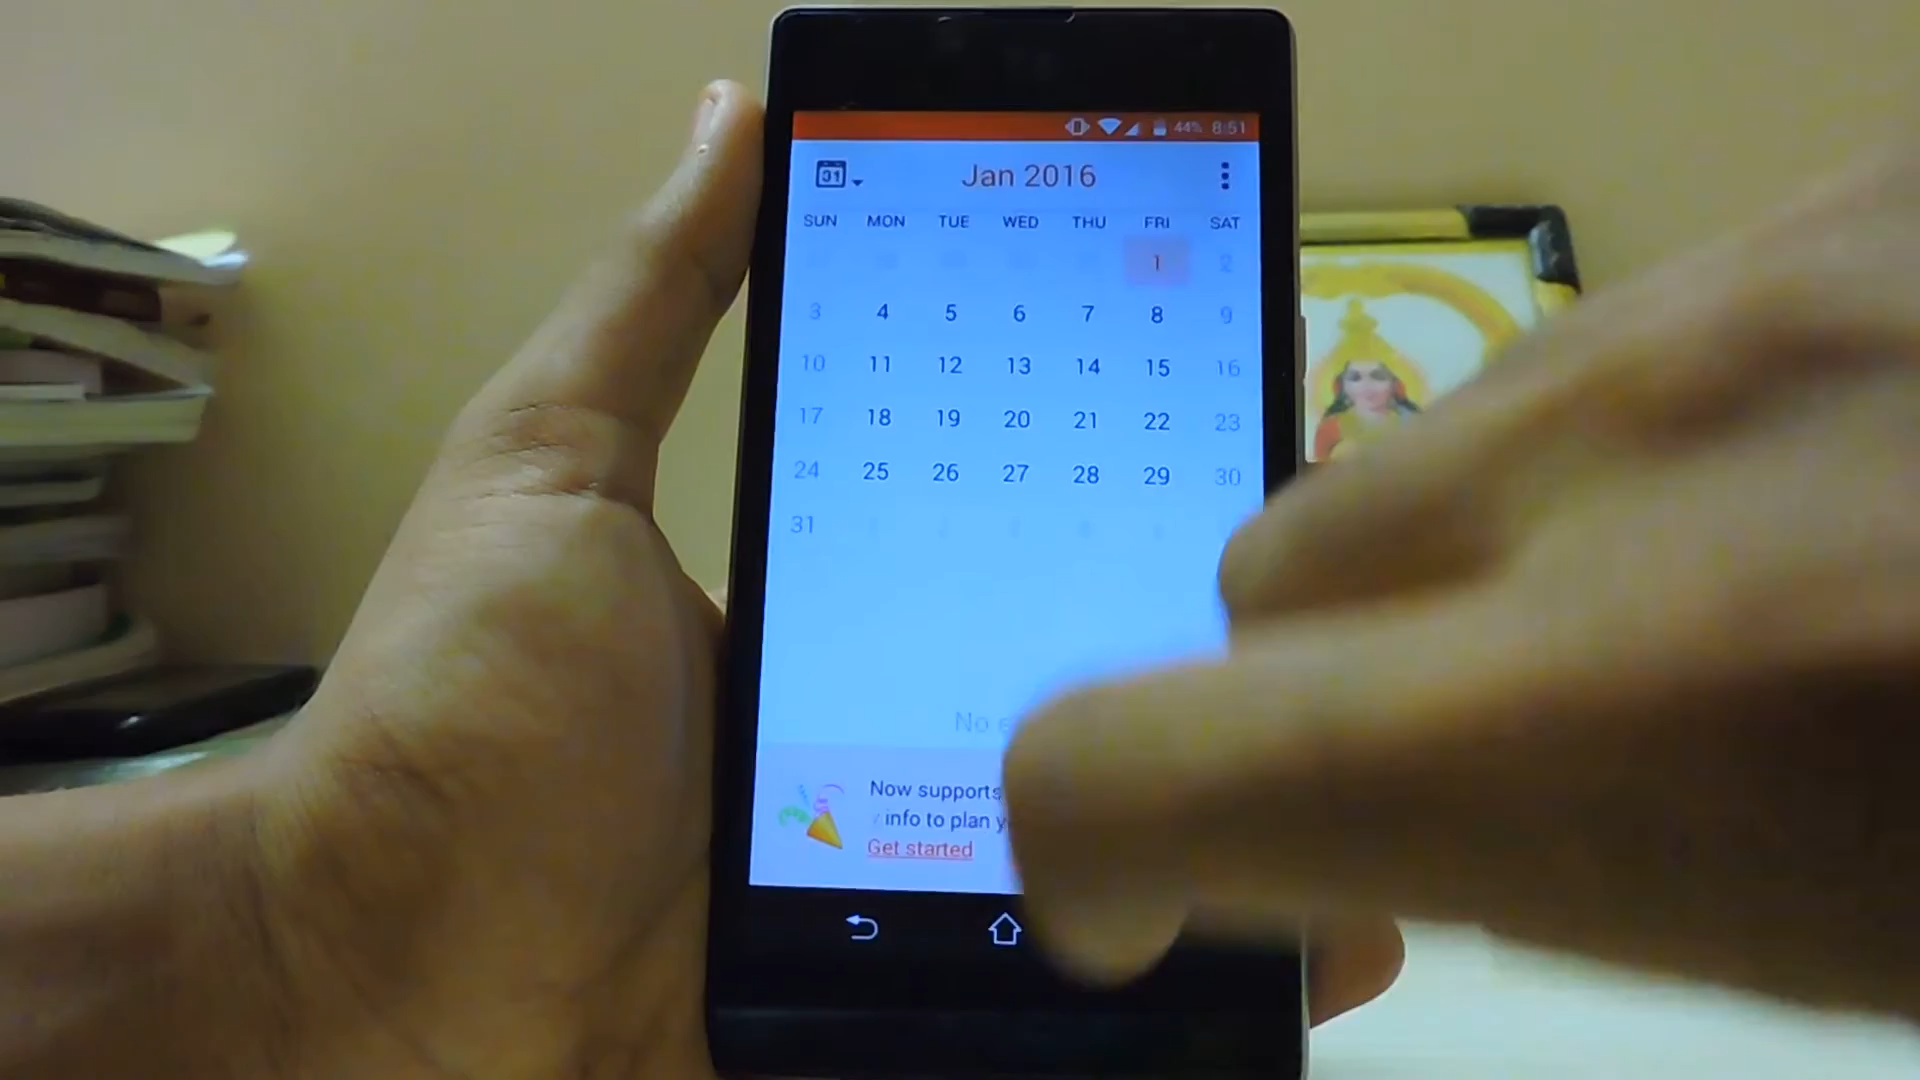 44% 8:51
31 Jan 2016
SUN MON TUE WED THU FRI SAT
1 2
3 4 5 6 7 8 9
10 11 12 13 14 15 16
17 18 19 20 21 22 23
24 25 26 27 28 29 30
31
No
Now supports
info to plan
Get started